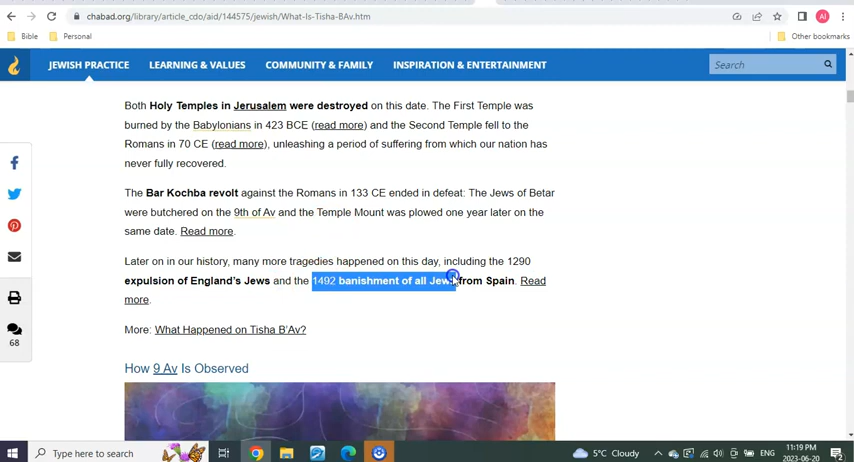 chabad.org/library/article_cdo/aid/144575/jewish/What-Is-Tisha-BAv.htm
AI
Bible
Personal
Other bookmarks
JEWISH PRACTICE LEARNING & VALUES COMMUNITY & FAMILY INSPIRATION & ENTERTAINMENT
Search
Both Holy Temples in Jerusalem were destroyed on this date. The First Temple was
burned by the Babylonians in 423 BCE (read more) and the Second Temple fell to the
Romans in 70 CE (read more), unleashing a period of suffering from which our nation has
never fully recovered.
The Bar Kochba revolt against the Romans in 133 CE ended in defeat: The Jews of Betar
were butchered on the 9th of Av and the Temple Mount was plowed one year later on the
same date. Read more.
Later on in our history, many more tragedies happened on this day, including the 1290
expulsion of England's Jews and the 1492 banishment of all Jews from Spain. Read
more.
68
More: What Happened on Tisha B'Av?
How 9 Av Is Observed
Type here to search
5°C Cloudy
ENG
11:19 PM
2023-06-20
2